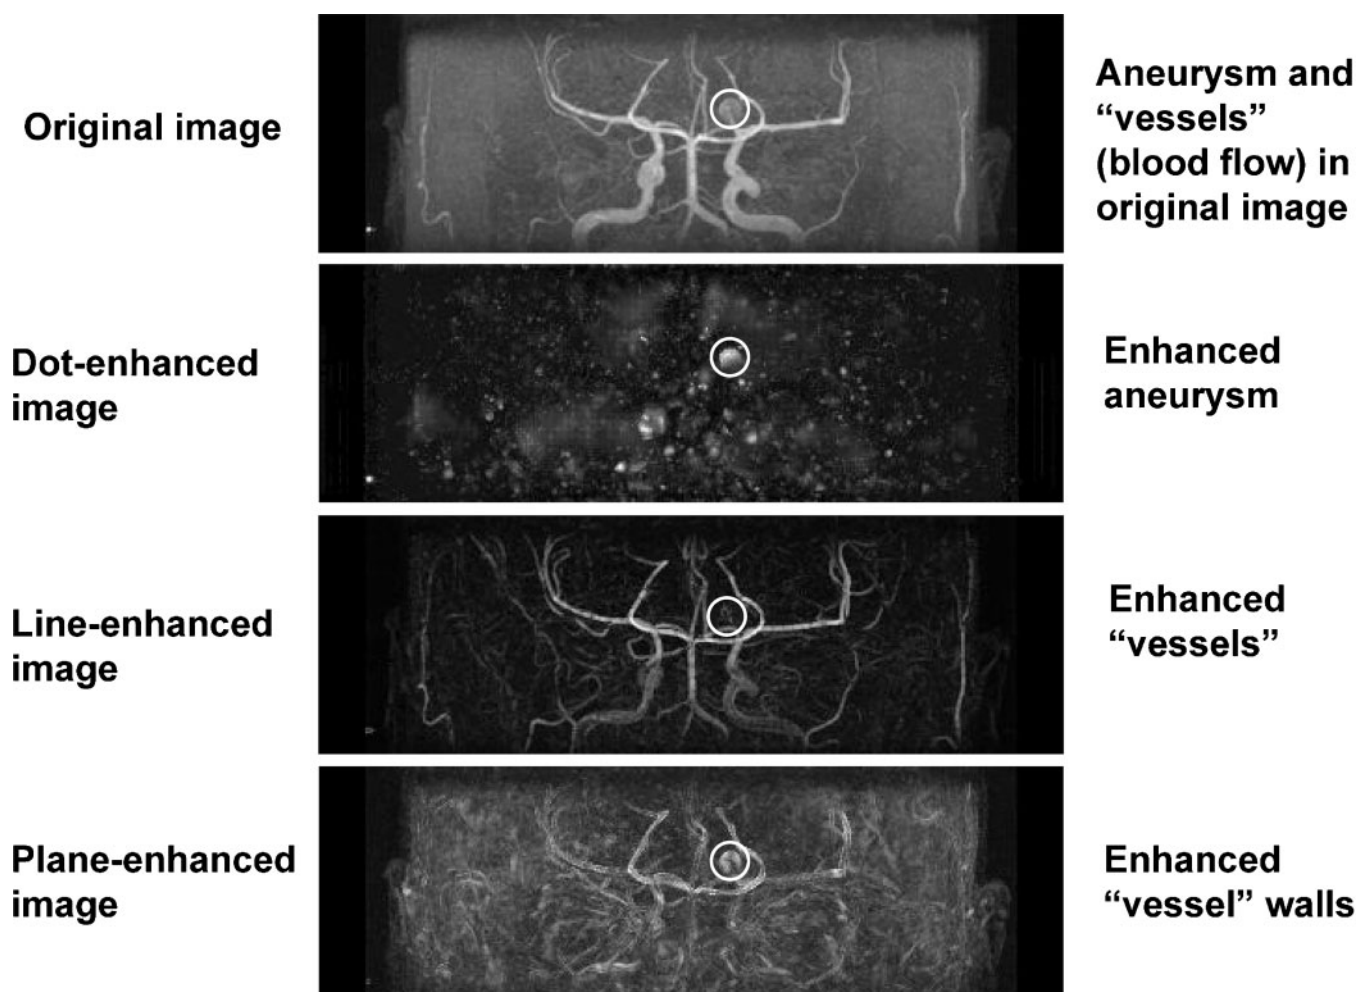 Original image
Aneurysm and
“vessels”
(blood flow) in
original image
Dot-enhanced
image
Enhanced
aneurysm
Line-enhanced
image
Enhanced
“vessels”
Plane-enhanced
image
Enhanced
“vessel” walls